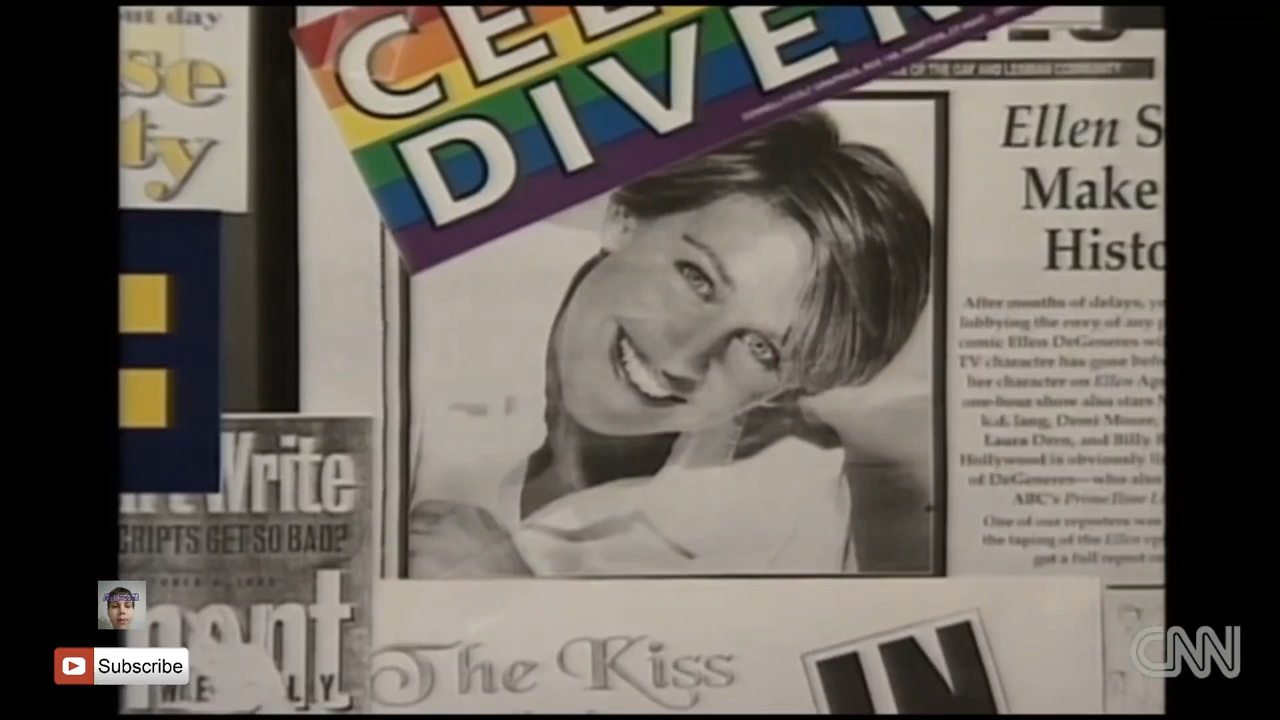 out day
se
ty
CEL
DIVER
OF THE GAY AND LESBIAN COMMUNITY
Ellen S
Make
Histo
After months of delays, ye
lobbying the envy of any p
comic Ellen DeGeneres wi
TV character has gone befo
her character on Ellen Ap
one-hour show also stars
k.d. lang, Demi Moore,
Laura Dern, and Billy B
Hollywood is obviously li
of DeGeneres—who also
ABC's PrimeTime L
One of our reporters was
the taping of the Ellen ep
get a full report on
Write
CRIPTS GET SO BAD?
The Kiss
IN
Subscribe
CNN